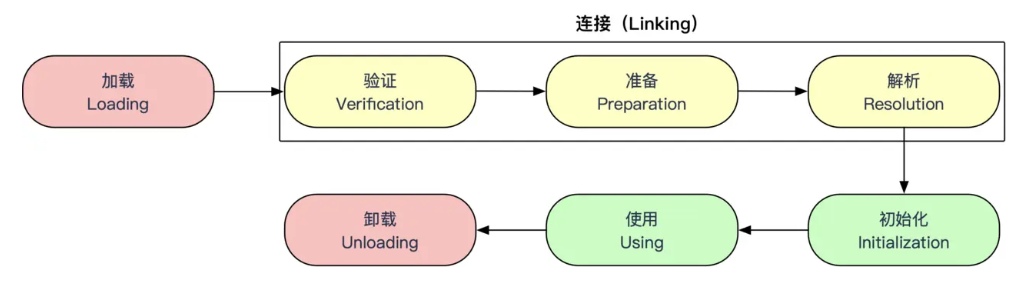 连接（Linking）
加载
Loading
验证
Verification
准备
Preparation
解析
Resolution
初始化
Initialization
使用
Using
卸载
Unloading